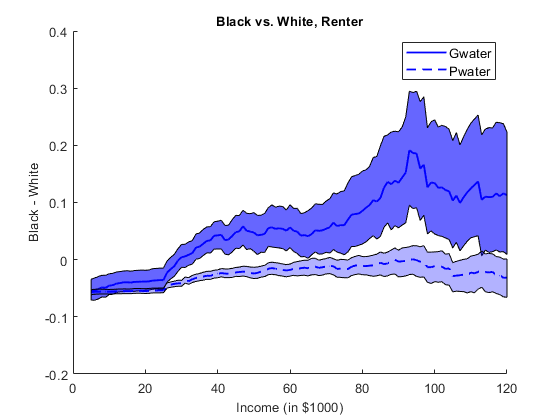 Black vs. White, Renter
0.4
0.3
0.2
0.1
0
-0.1
-0.2
Black - White
Gwater
Pwater
0 20 40 60 80 100 120
Income (in $1000)